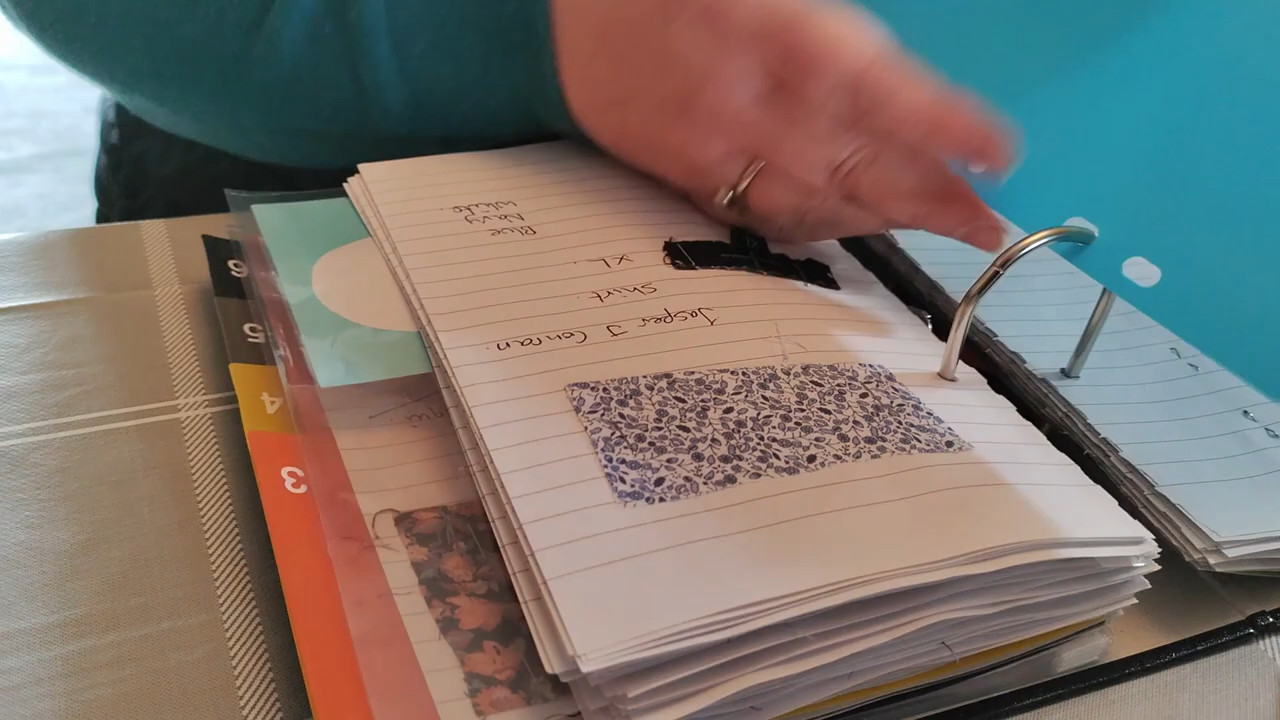 Jasper J Conran.
Shirt.
XL.
Blue
Navy
White.
3
4
5
6